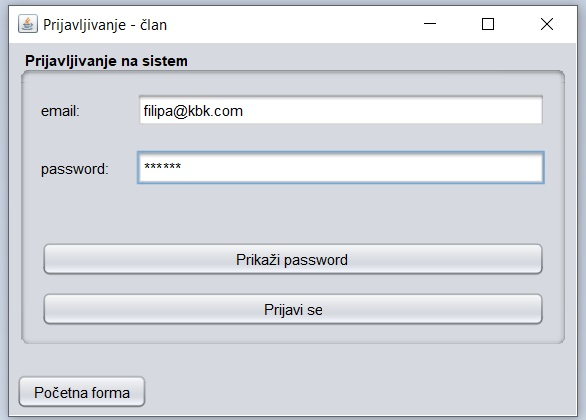 Prijavljivanje - član
Prijavljivanje na sistem
email: filipa@kbk.com
password: ******
Prikaži password
Prijavi se
Početna forma